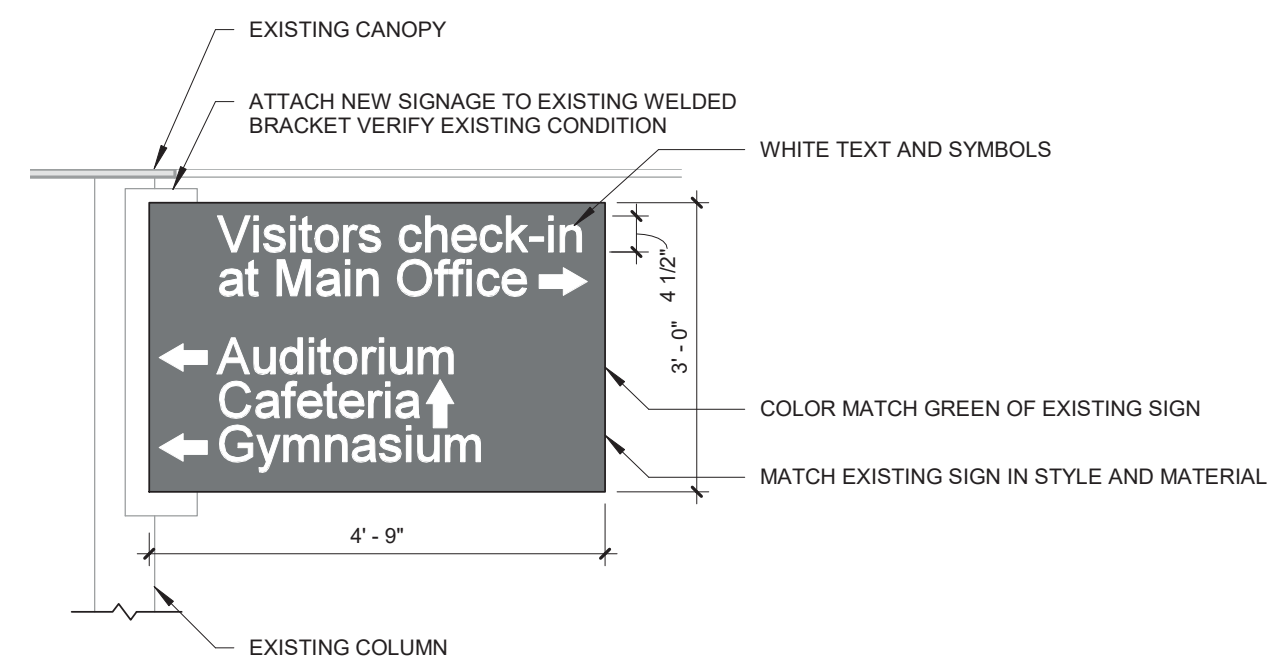 EXISTING CANOPY
ATTACH NEW SIGNAGE TO EXISTING WELDED
BRACKET VERIFY EXISTING CONDITION
WHITE TEXT AND SYMBOLS
Visitors check-in
at Main Office
Auditorium
Cafeteria
Gymnasium
4 1/2"
3' - 0"
COLOR MATCH GREEN OF EXISTING SIGN
MATCH EXISTING SIGN IN STYLE AND MATERIAL
4' - 9"
EXISTING COLUMN